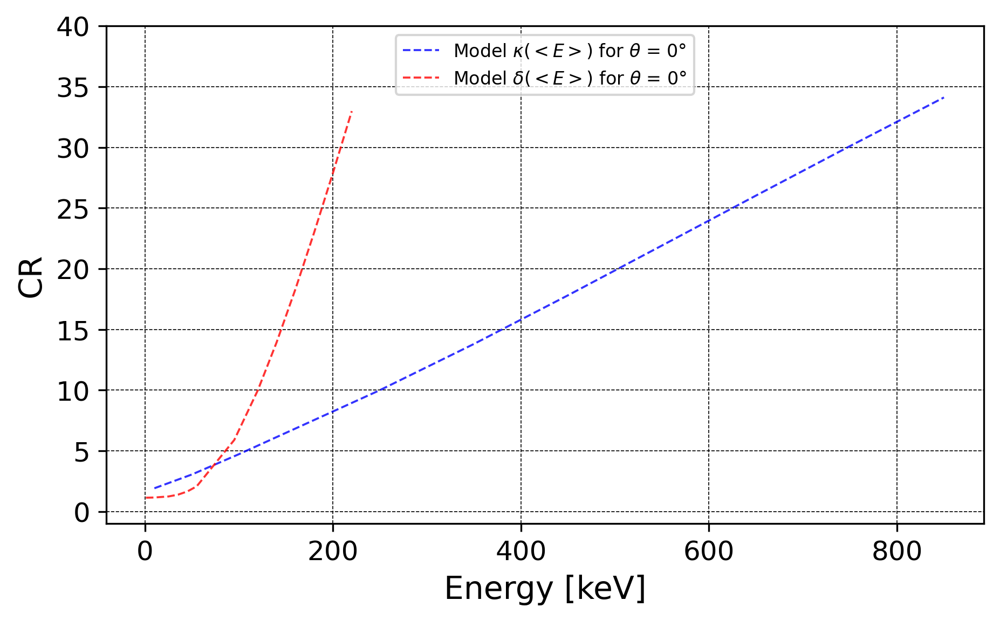 Model κ(<E>) for θ = 0°
Model δ(<E>) for θ = 0°
CR
40
35
30
25
20
15
10
5
0
0 200 400 600 800
Energy [keV]